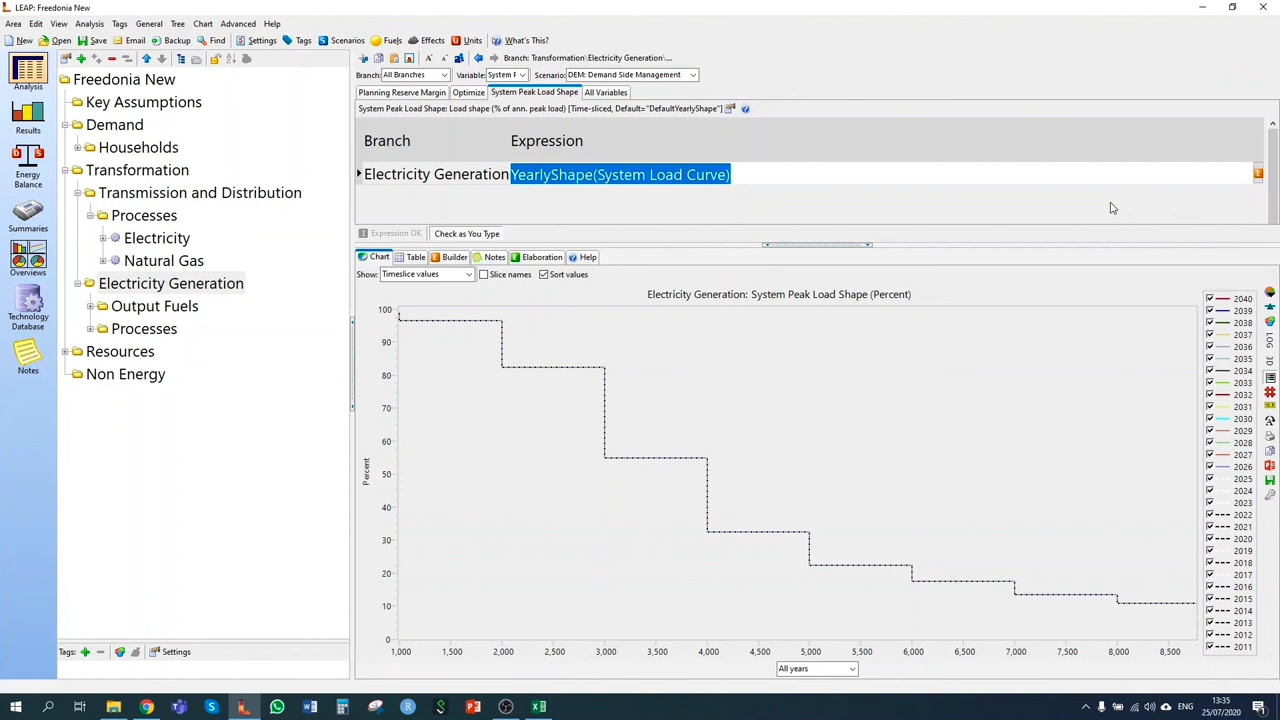 LEAP: Freedonia New
Area Edit View Analysis Tags General Tree Chart Advanced Help
New Open Save Email Backup Find Settings Tags Scenarios Fuels Effects Units What's This?
Analysis
Results
Energy
Balance
Summaries
Overviews
Technology
Database
Notes
Freedonia New
Key Assumptions
Demand
Households
Transformation
Transmission and Distribution
Processes
Electricity
Natural Gas
Electricity Generation
Output Fuels
Processes
Resources
Non Energy
Tags: Settings
Branch: Transformation\Electricity Generation\...
Branch: All Branches Variable: System F Scenario: DEM: Demand Side Management
Planning Reserve Margin Optimize System Peak Load Shape All Variables
System Peak Load Shape: Load shape (% of ann. peak load) [Time-sliced, Default="DefaultYearlyShape"]
Branch Expression
Electricity Generation YearlyShape(System Load Curve)
Expression OK Check as You Type
Chart Table Builder Notes Elaboration Help
Show: Timeslice values Slice names Sort values
Electricity Generation: System Peak Load Shape (Percent)
Percent
100
90
80
70
60
50
40
30
20
10
0
1,000 1,500 2,000 2,500 3,000 3,500 4,000 4,500 5,000 5,500 6,000 6,500 7,000 7,500 8,000 8,500
All years
2040
2039
2038
2037
2036
2035
2034
2033
2032
2031
2030
2029
2028
2027
2026
2025
2024
2023
2022
2021
2020
2019
2018
2017
2016
2015
2014
2013
2012
2011
LOG
3D
ENG
13:35
25/07/2020